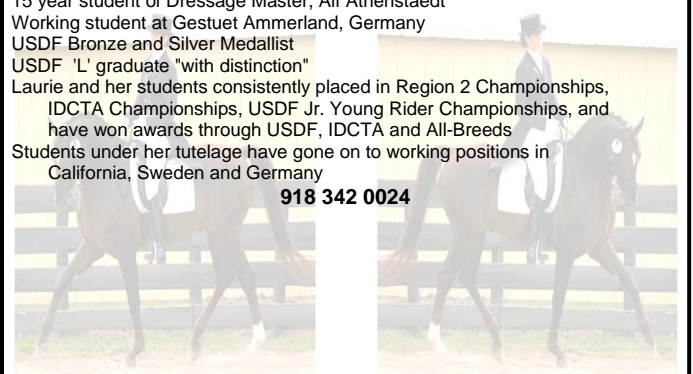 15 year student of Dressage Master, Alf Athenstaedt
Working student at Gestuet Ammerland, Germany
USDF Bronze and Silver Medallist
USDF 'L' graduate "with distinction"
Laurie and her students consistently placed in Region 2 Championships,
IDCTA Championships, USDF Jr. Young Rider Championships, and
have won awards through USDF, IDCTA and All-Breeds
Students under her tutelage have gone on to working positions in
California, Sweden and Germany
918 342 0024